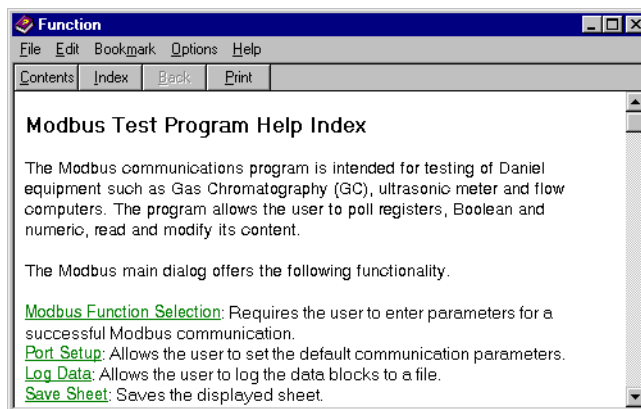 Function
File Edit Bookmark Options Help
Contents Index Back Print
Modbus Test Program Help Index
The Modbus communications program is intended for testing of Daniel
equipment such as Gas Chromatography (GC), ultrasonic meter and flow
computers. The program allows the user to poll registers, Boolean and
numeric, read and modify its content.
The Modbus main dialog offers the following functionality.
Modbus Function Selection: Requires the user to enter parameters for a
successful Modbus communication.
Port Setup: Allows the user to set the default communication parameters.
Log Data: Allows the user to log the data blocks to a file.
Save Sheet: Saves the displayed sheet.